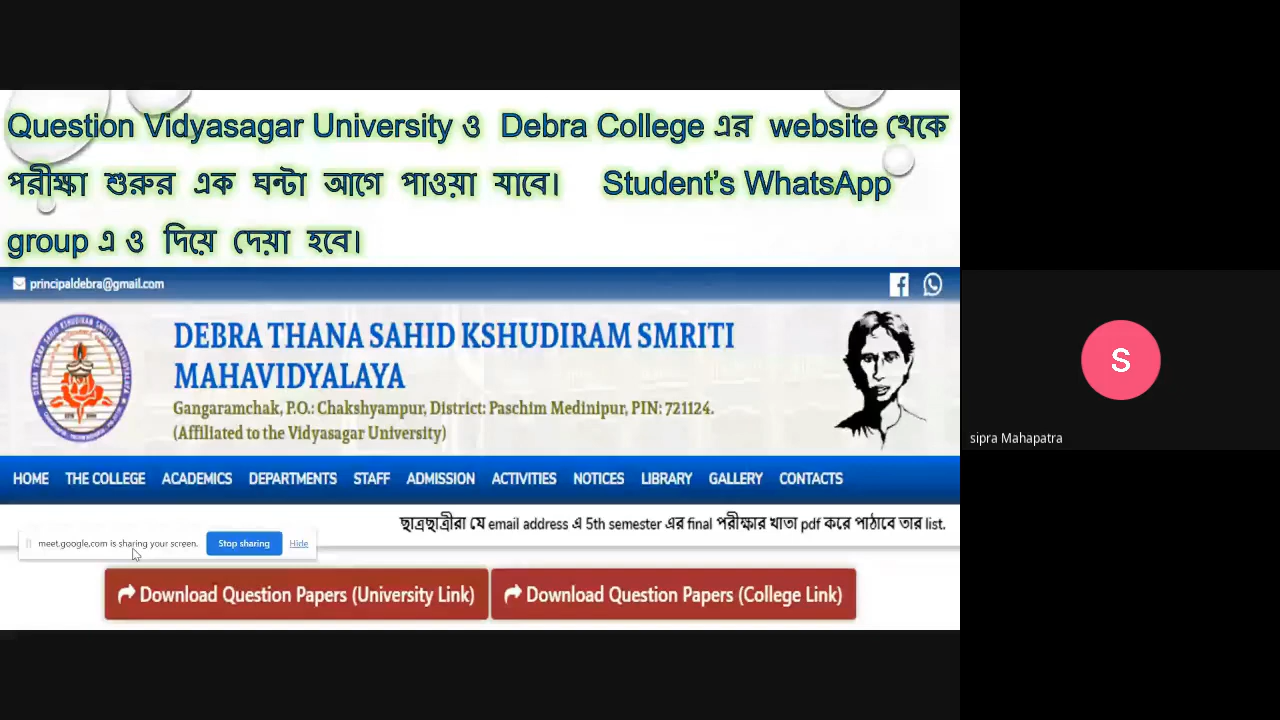 Question Vidyasagar University ও Debra College এর website থেকে
পরীক্ষা শুরুর এক ঘন্টা আগে পাওয়া যাবে। Student’s WhatsApp
group এ ও দিয়ে দেয়া হবে।
principaldebra@gmail.com
DEBRA THANA SAHID KSHUDIRAM SMRITI
MAHAVIDYALAYA
Gangaramchak, P.O.: Chakshyampur, District: Paschim Medinipur, PIN: 721124.
(Affiliated to the Vidyasagar University)
HOME THE COLLEGE ACADEMICS DEPARTMENTS STAFF ADMISSION ACTIVITIES NOTICES LIBRARY GALLERY CONTACTS
ছাত্রছাত্রীরা যে email address এ 5th semester এর final পরীক্ষার খাতা pdf করে পাঠাবে তার list.
meet.google.com is sharing your screen. Stop sharing Hide
Download Question Papers (University Link) Download Question Papers (College Link)
S
sipra Mahapatra